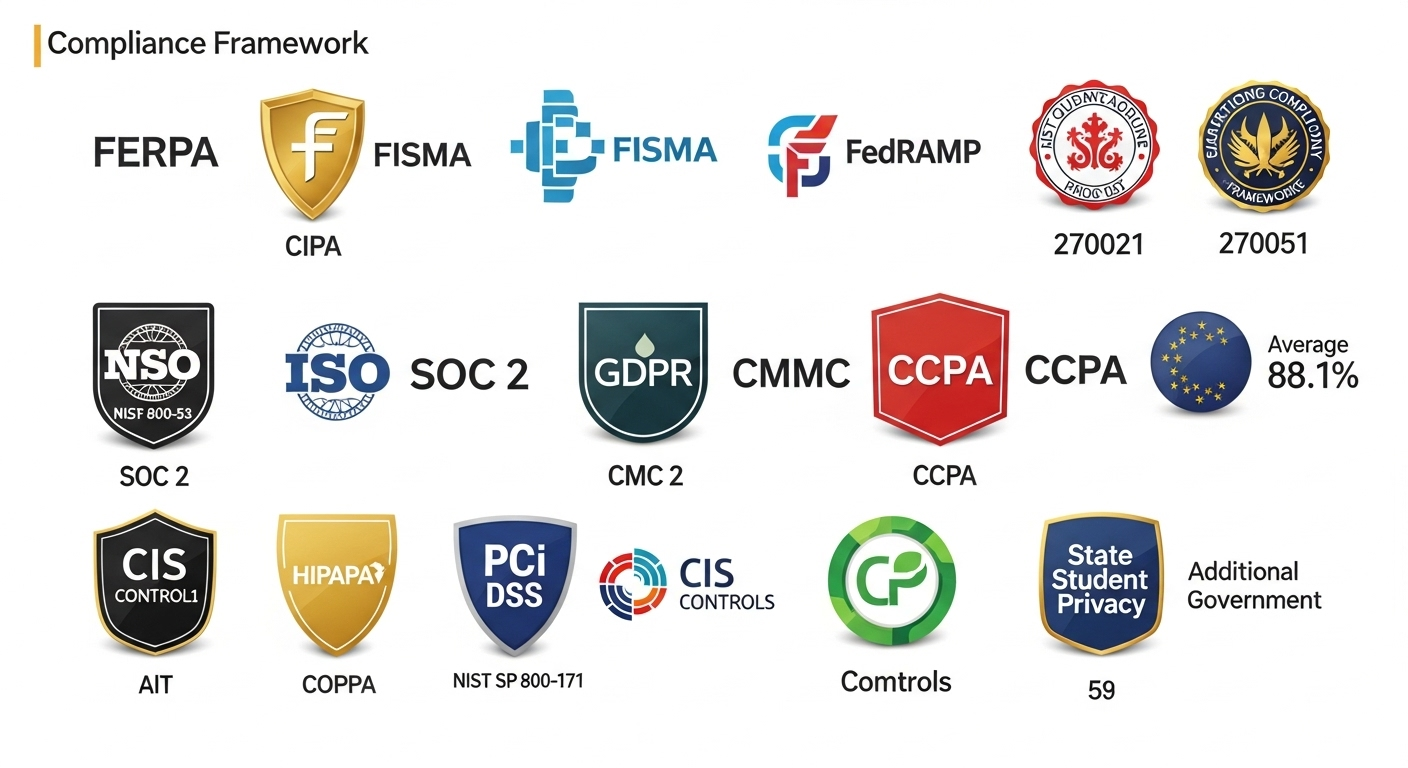 Compliance Framework
FERPA
FISMA
CIPA
FISMA
FedRAMP
270021
FRAMEWORKE
270051
NSO
NISF 800-53
SOC 2
ISO
SOC 2
GDPR
CMC 2
CMMC
CCPA
CCPA
CCPA
Average
88.1%
CIS
CONTROL1
AIT
HIPAPA
COPPA
PCi
DSS
NIST SP 800-171
CIS
CONTROLS
CP
Comtrols
State
Student
Privacy
59
Additional
Government